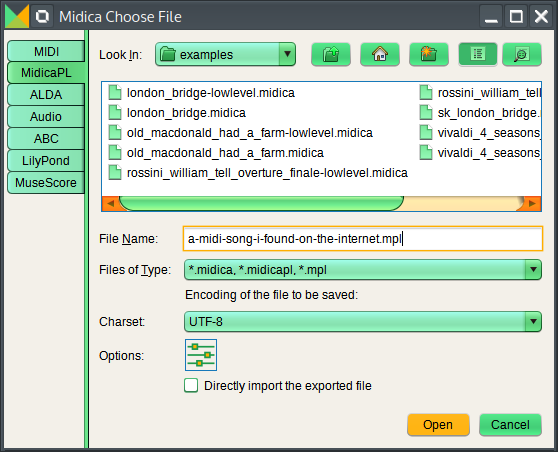 Midica Choose File
MIDI
MidicaPL
ALDA
Audio
ABC
LilyPond
MuseScore
Look In: examples
london_bridge-lowlevel.midica
london_bridge.midica
old_macdonald_had_a_farm-lowlevel.midica
old_macdonald_had_a_farm.midica
rossini_william_tell_overture_finale-lowlevel.midica
rossini_william_tell
sk_london_bridge.m
vivaldi_4_seasons_
vivaldi_4_seasons_
File Name: a-midi-song-i-found-on-the-internet.mpl
Files of Type: *.midica, *.midicapl, *.mpl
Encoding of the file to be saved:
Charset: UTF-8
Options:
Directly import the exported file
Open Cancel